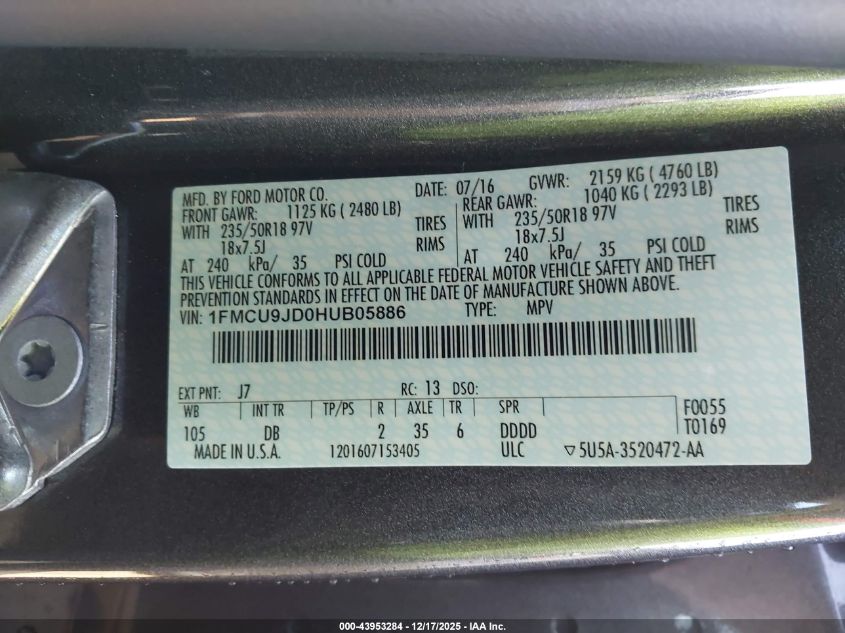 MFD. BY FORD MOTOR CO. DATE: 07/16 GVWR: 2159 KG ( 4760 LB)
FRONT GAWR: 1125 KG ( 2480 LB) REAR GAWR: 1040 KG ( 2293 LB)
WITH 235/50R18 97V TIRES WITH 235/50R18 97V TIRES
18x7.5J RIMS 18x7.5J RIMS
AT 240 kPa/ 35 PSI COLD AT 240 kPa/ 35 PSI COLD
THIS VEHICLE CONFORMS TO ALL APPLICABLE FEDERAL MOTOR VEHICLE SAFETY AND THEFT
PREVENTION STANDARDS IN EFFECT ON THE DATE OF MANUFACTURE SHOWN ABOVE.
VIN: 1FMCU9JD0HUB05886 TYPE: MPV
EXT PNT: J7 RC: 13 DSO:
WB INT TR TP/PS R AXLE TR SPR F0055
105 DB 2 35 6 DDDD T0169
MADE IN U.S.A. 1201607153405 ULC ▽5U5A-3520472-AA
000-43953284 - 12/17/2025 - IAA Inc.